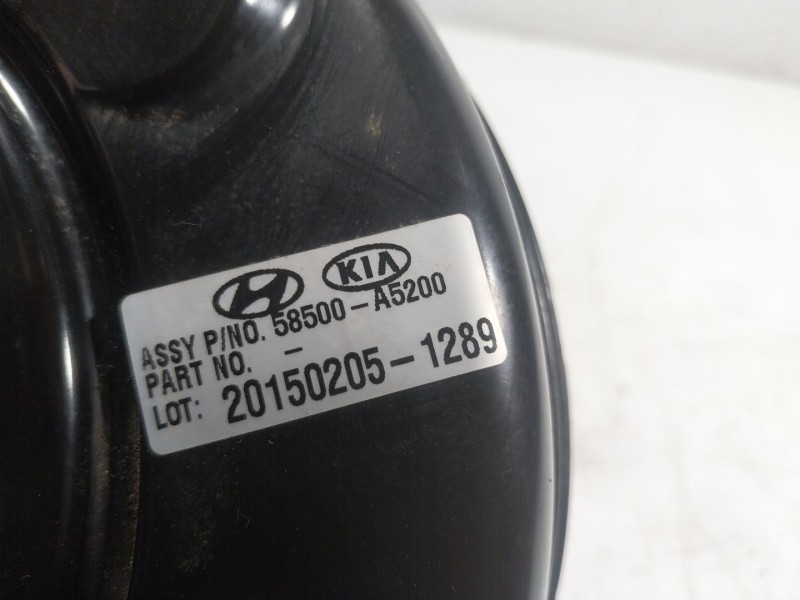 KIA
ASSY P/NO. 58500-A5200
PART NO. -
LOT: 20150205-1289